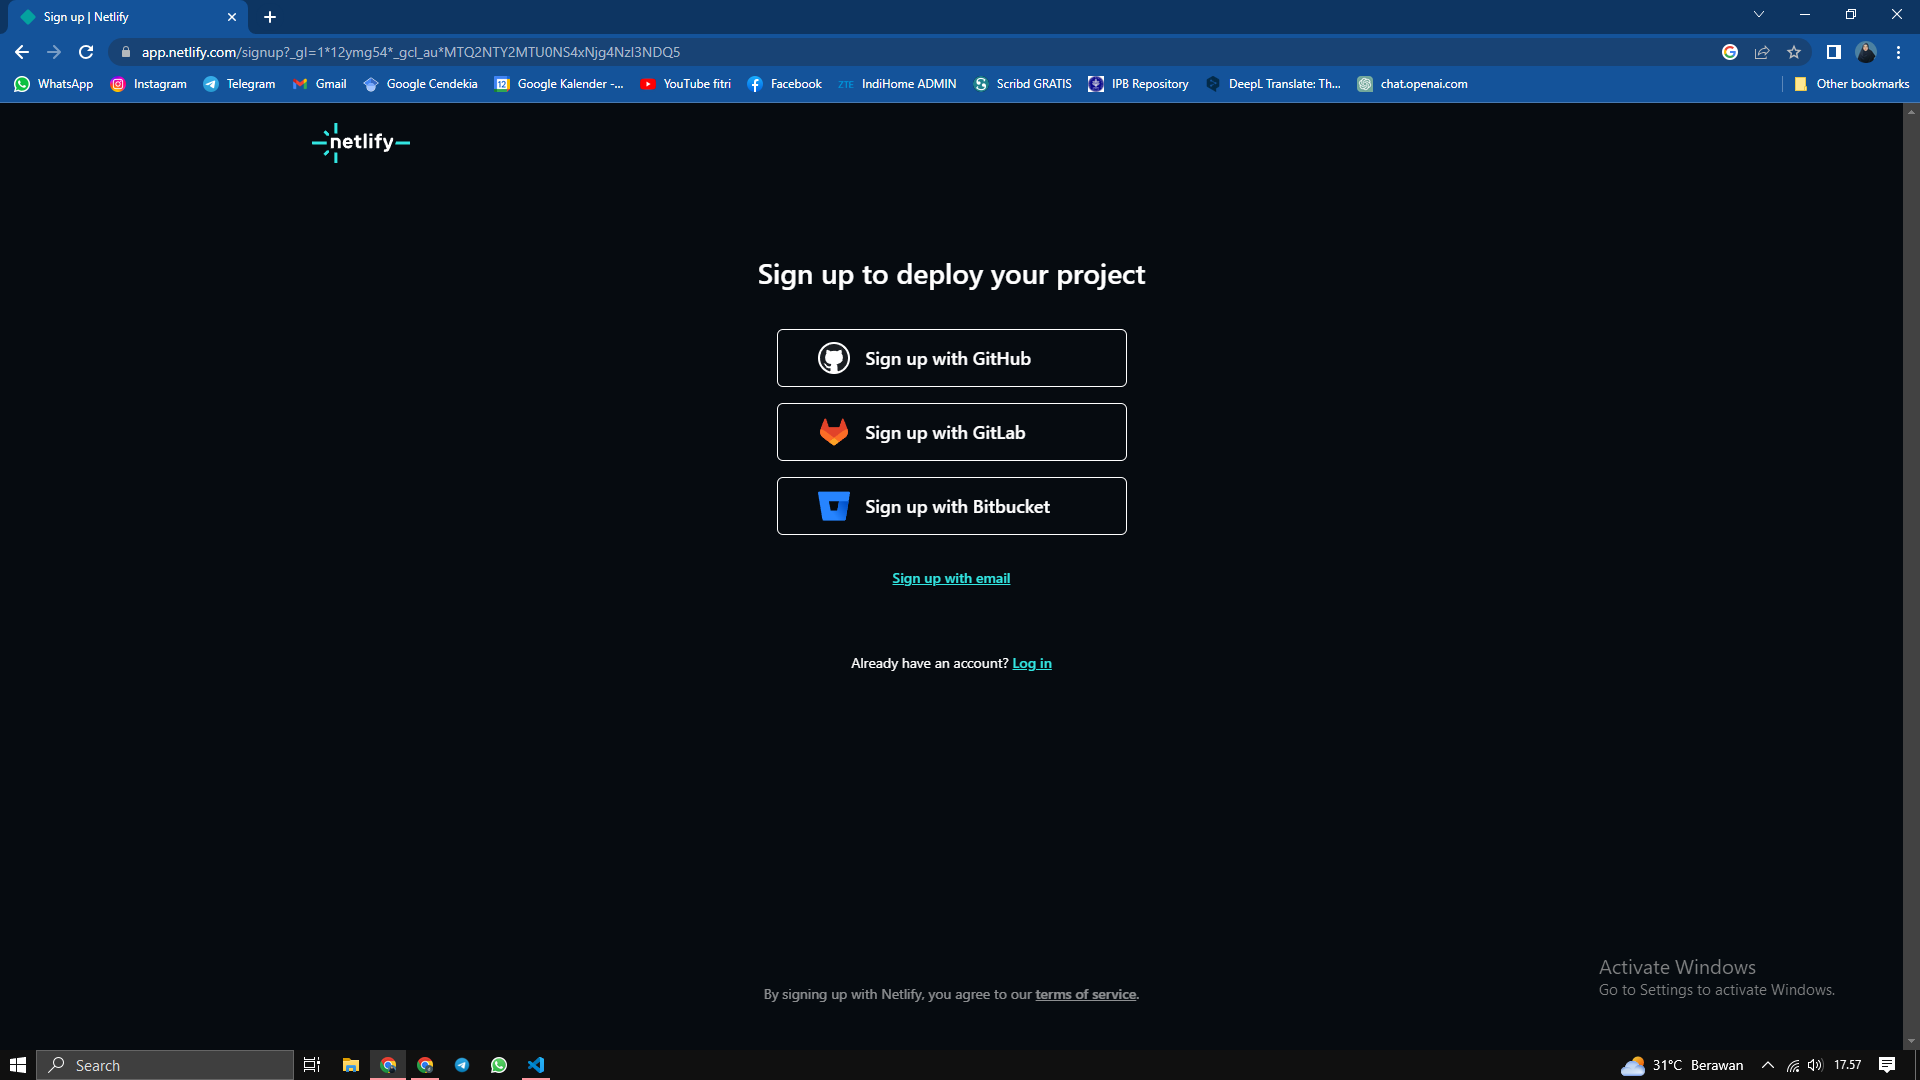 Sign up | Netlify
app.netlify.com/signup?_gl=1*12ymg54*_gcl_au*MTQ2NTY2MTU0NS4xNjg4NzI3NDQ5
WhatsApp Instagram Telegram Gmail Google Cendekia 12 Google Kalender -... YouTube fitri Facebook ZTE IndiHome ADMIN Scribd GRATIS IPB Repository DeepL Translate: Th... chat.openai.com Other bookmarks
netlify
Sign up to deploy your project
Sign up with GitHub
Sign up with GitLab
Sign up with Bitbucket
Sign up with email
Already have an account? Log in
Activate Windows
Go to Settings to activate Windows.
By signing up with Netlify, you agree to our terms of service.
Search
31°C Berawan
17.57